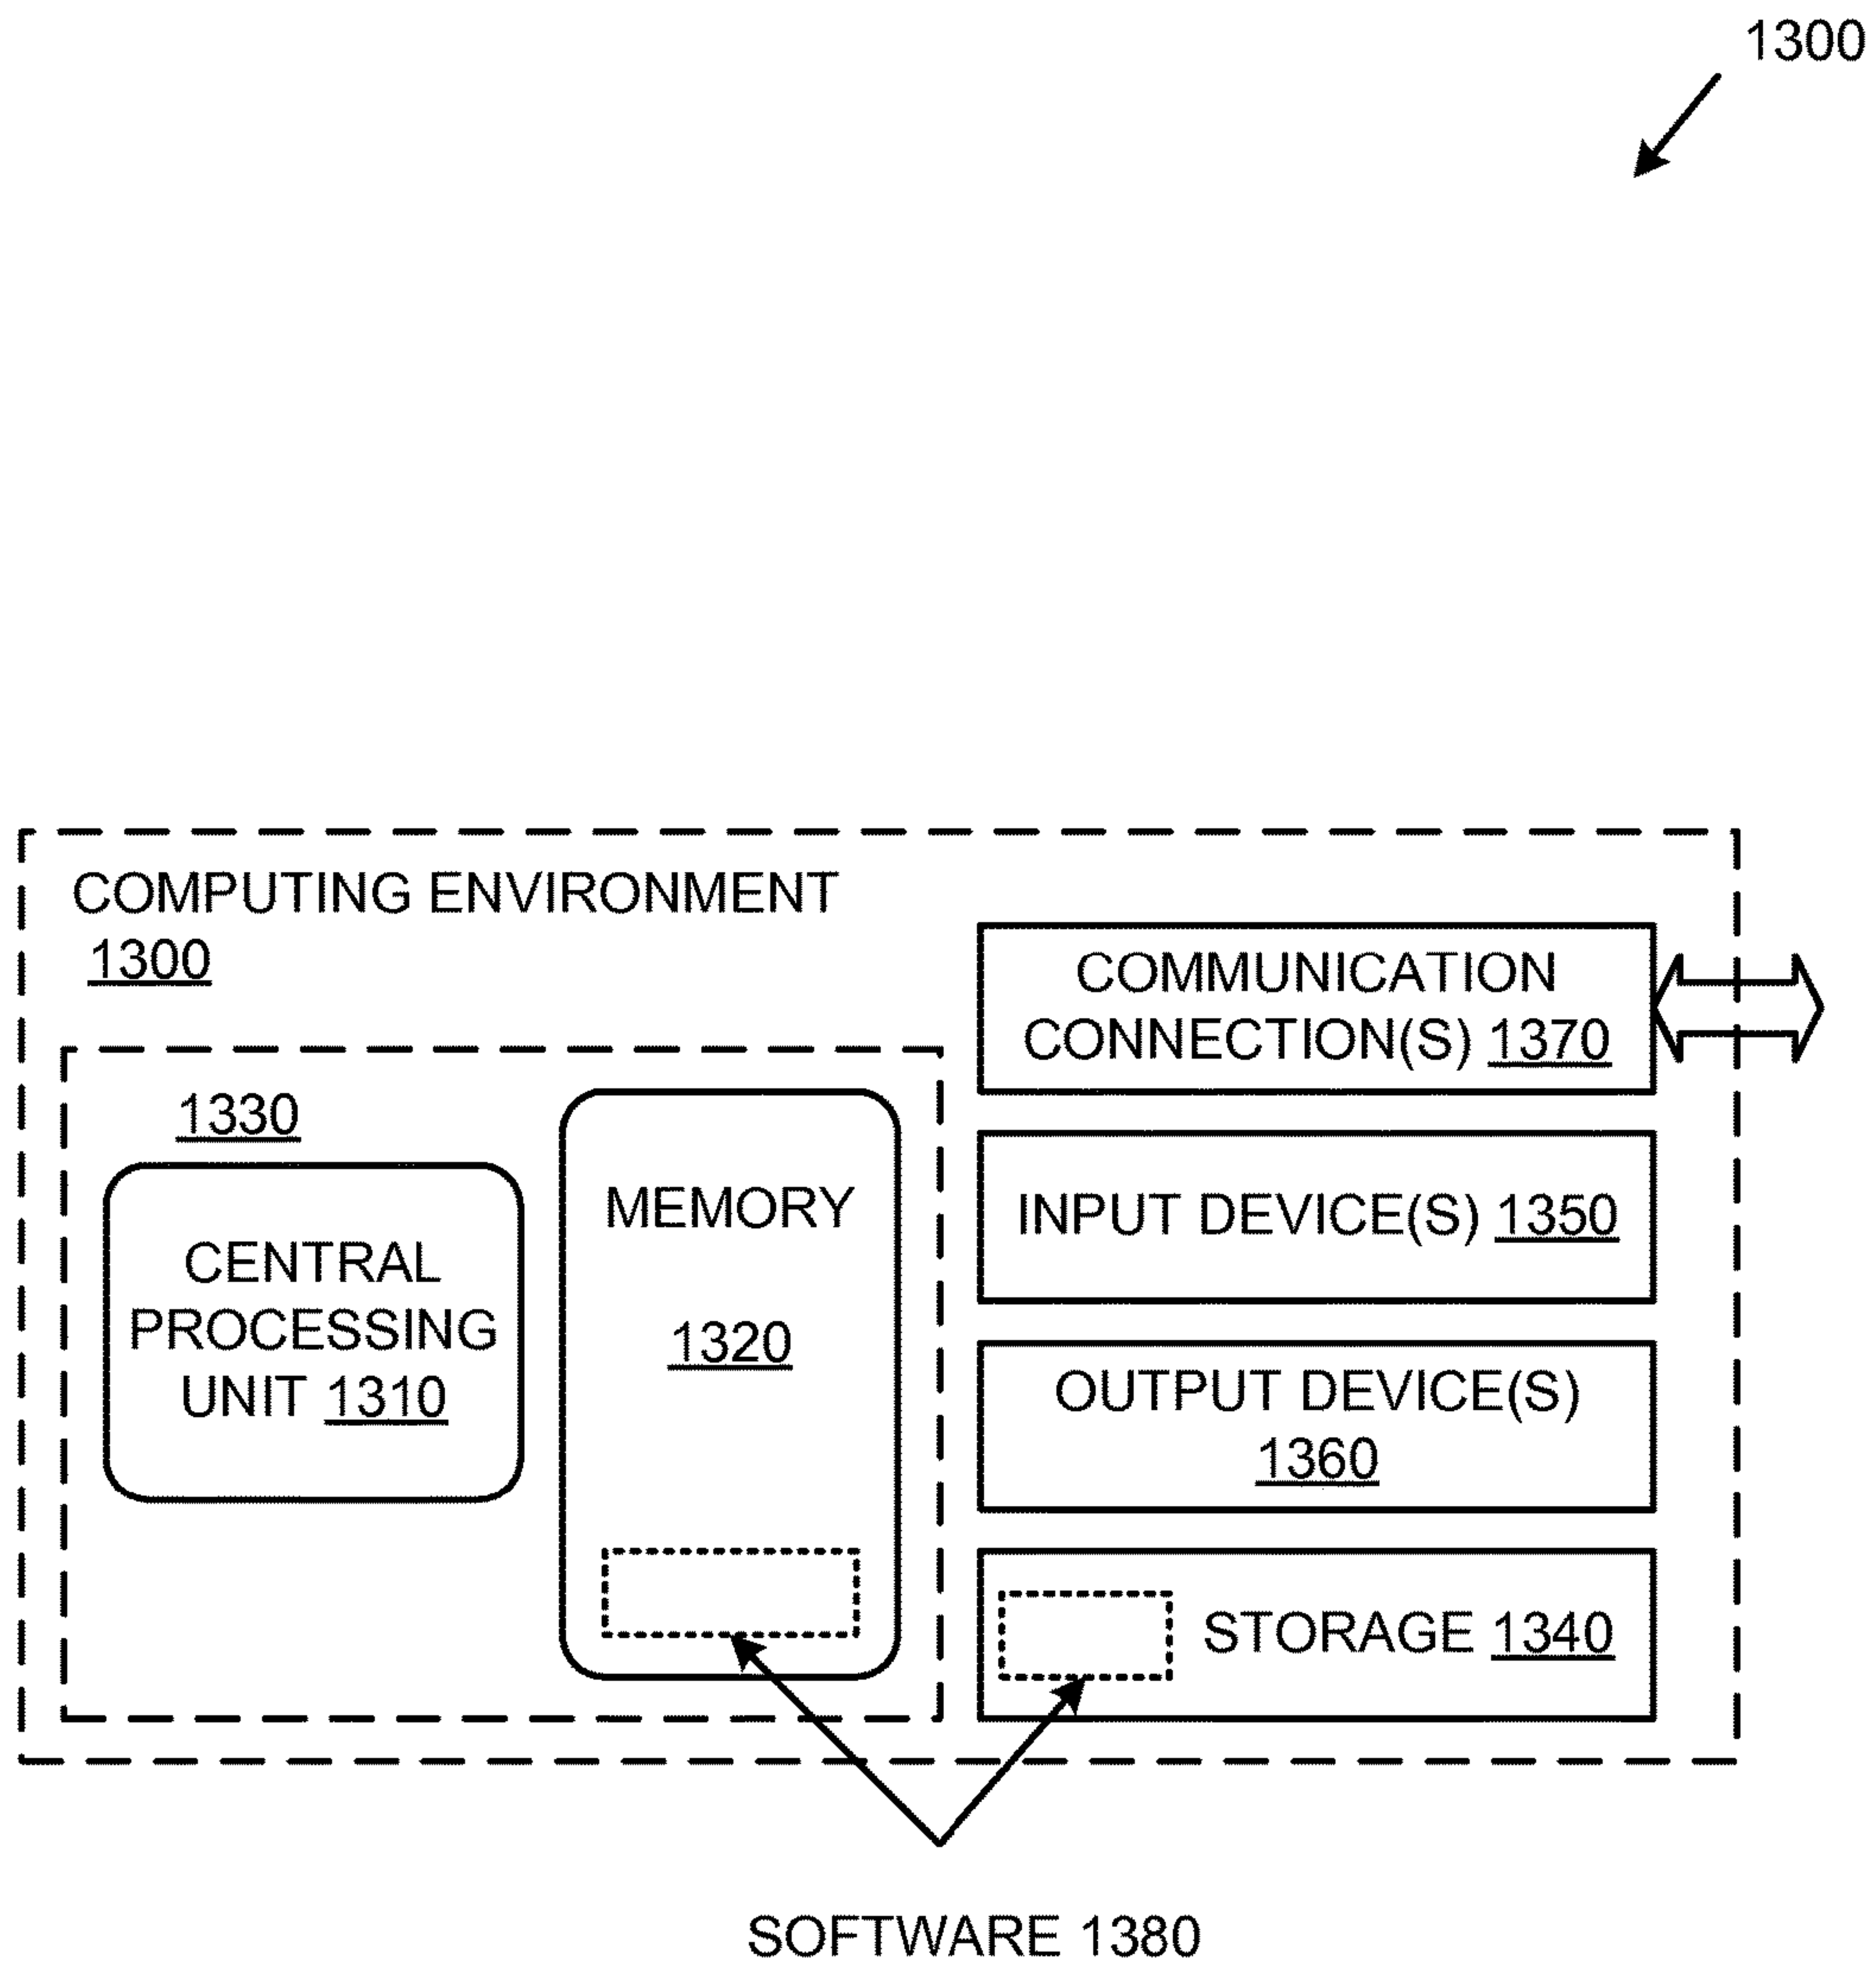 1300
COMPUTING ENVIRONMENT
1300
1330
CENTRAL
PROCESSING
UNIT 1310
MEMORY
1320
COMMUNICATION
CONNECTION(S) 1370
INPUT DEVICE(S) 1350
OUTPUT DEVICE(S)
1360
STORAGE 1340
SOFTWARE 1380